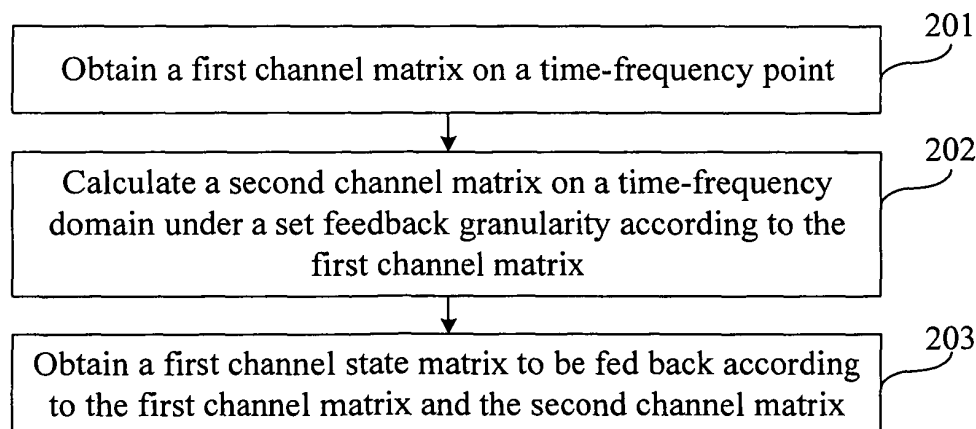 201
Obtain a first channel matrix on a time-frequency point
202
Calculate a second channel matrix on a time-frequency
domain under a set feedback granularity according to the
first channel matrix
203
Obtain a first channel state matrix to be fed back according
to the first channel matrix and the second channel matrix